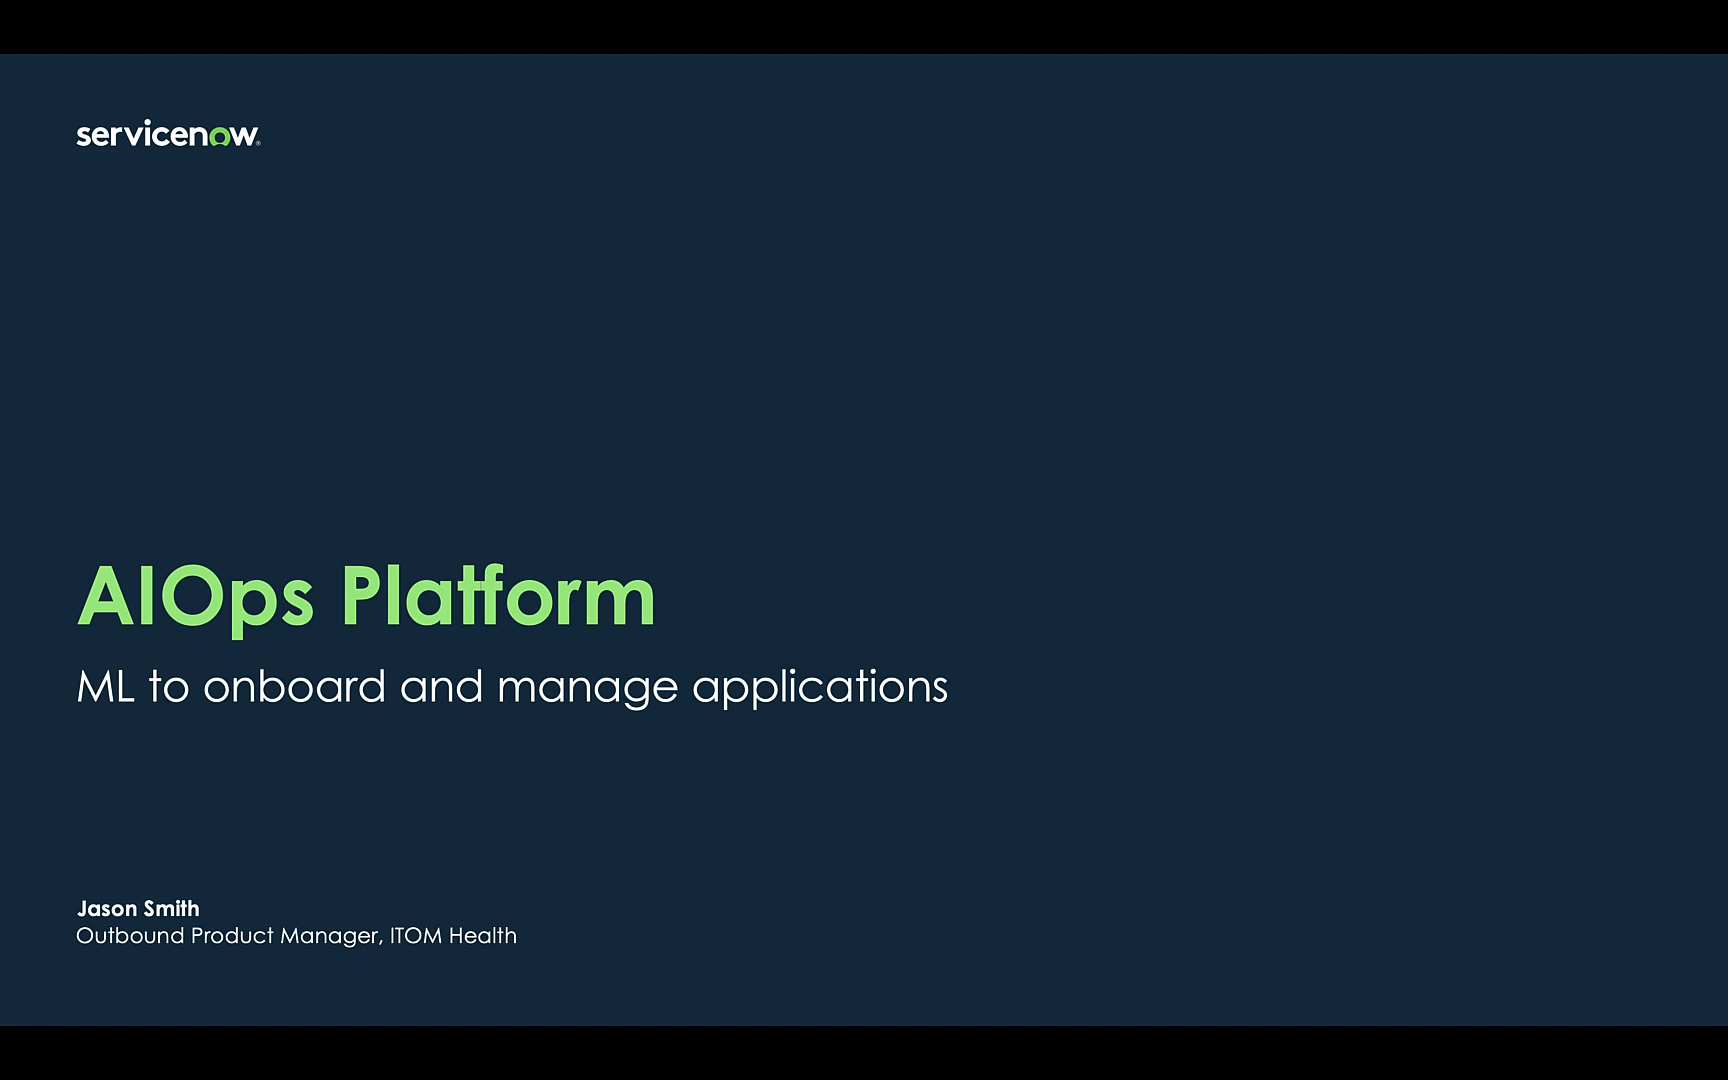 servicenow®
AIOps Platform
ML to onboard and manage applications
Jason Smith
Outbound Product Manager, ITOM Health